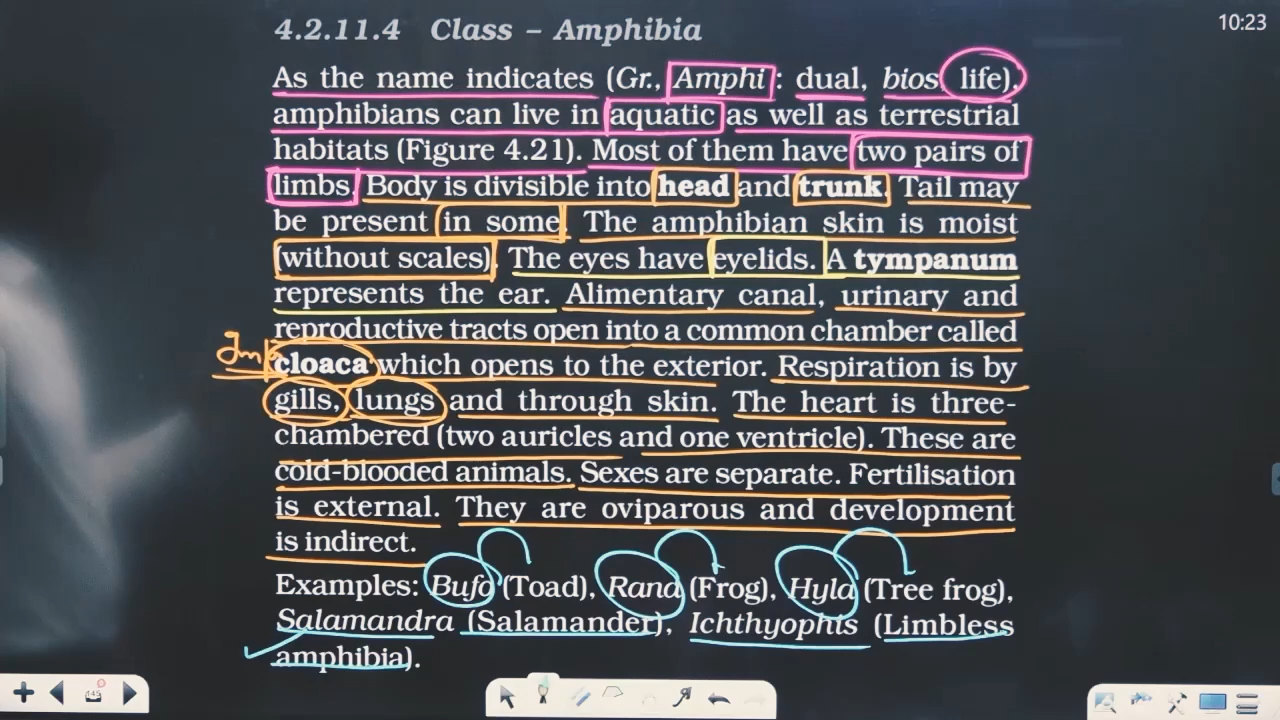 4.2.11.4 Class – Amphibia
10:23
As the name indicates (Gr., Amphi : dual, bios, life),
amphibians can live in aquatic as well as terrestrial
habitats (Figure 4.21). Most of them have two pairs of
limbs. Body is divisible into head and trunk. Tail may
be present in some. The amphibian skin is moist
(without scales). The eyes have eyelids. A tympanum
represents the ear. Alimentary canal, urinary and
reproductive tracts open into a common chamber called
Imp cloaca which opens to the exterior. Respiration is by
gills, lungs and through skin. The heart is three-
chambered (two auricles and one ventricle). These are
cold-blooded animals. Sexes are separate. Fertilisation
is external. They are oviparous and development
is indirect.
Examples: Bufo (Toad), Rana (Frog), Hyla (Tree frog),
Salamandra (Salamander), Ichthyophis (Limbless
amphibia).
145